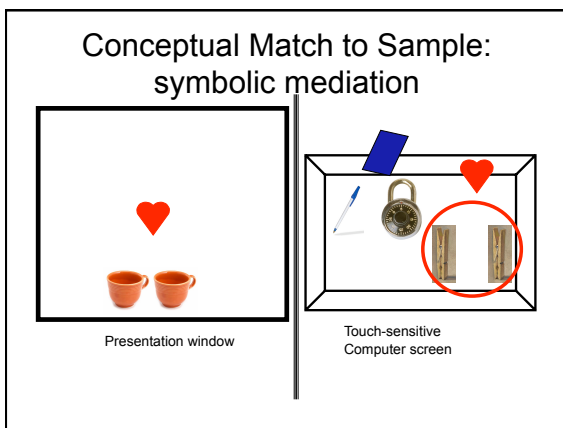 Conceptual Match to Sample:
symbolic mediation
Presentation window
Touch-sensitive
Computer screen